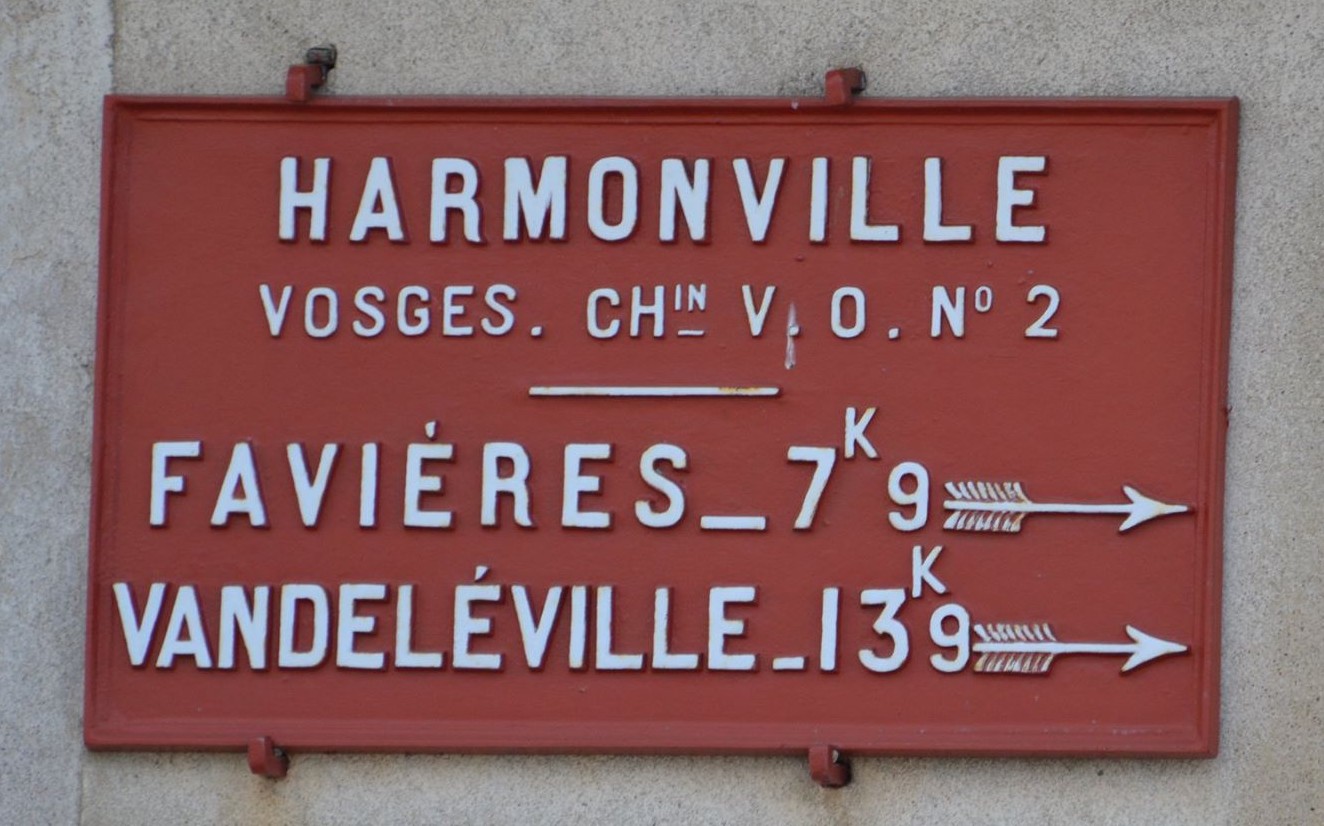 HARMONVILLE
VOSGES. CHIN V.O. No 2
FAVIÉRES_7K9
VANDELÉVILLE_13K9